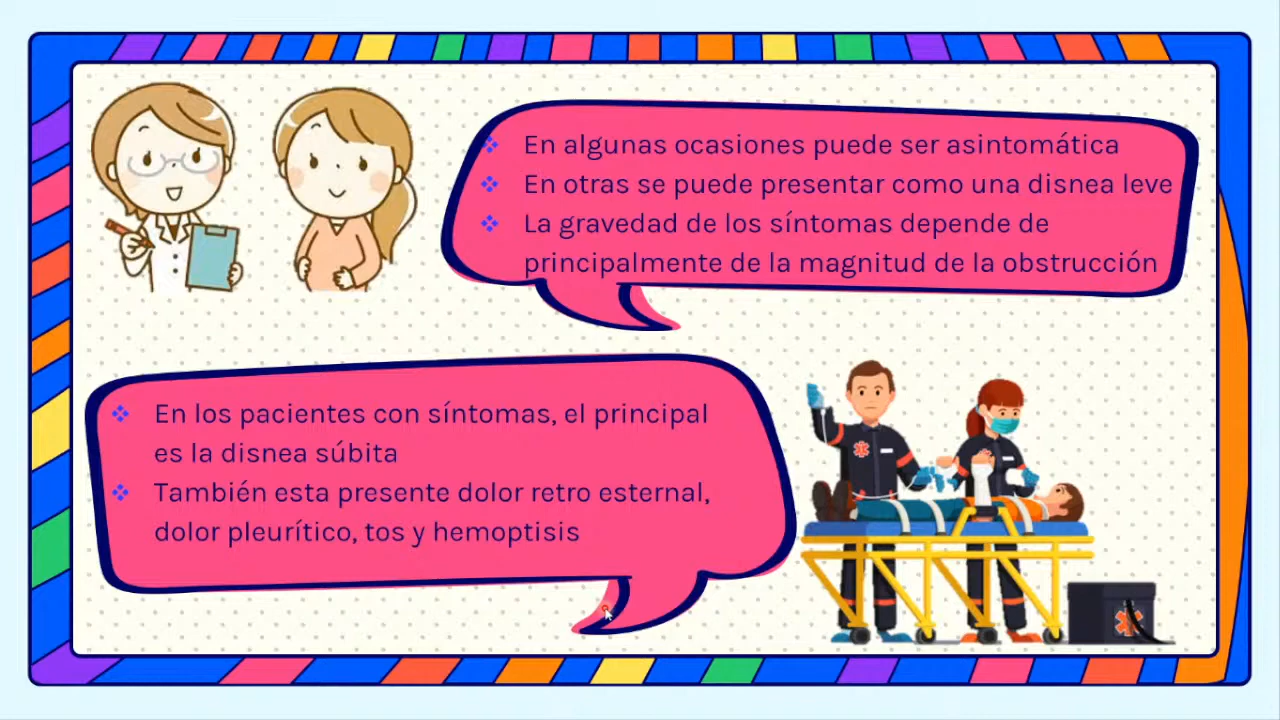 En algunas ocasiones puede ser asintomática
En otras se puede presentar como una disnea leve
La gravedad de los síntomas depende de
principalmente de la magnitud de la obstrucción
En los pacientes con síntomas, el principal
es la disnea súbita
También esta presente dolor retro esternal,
dolor pleurítico, tos y hemoptisis